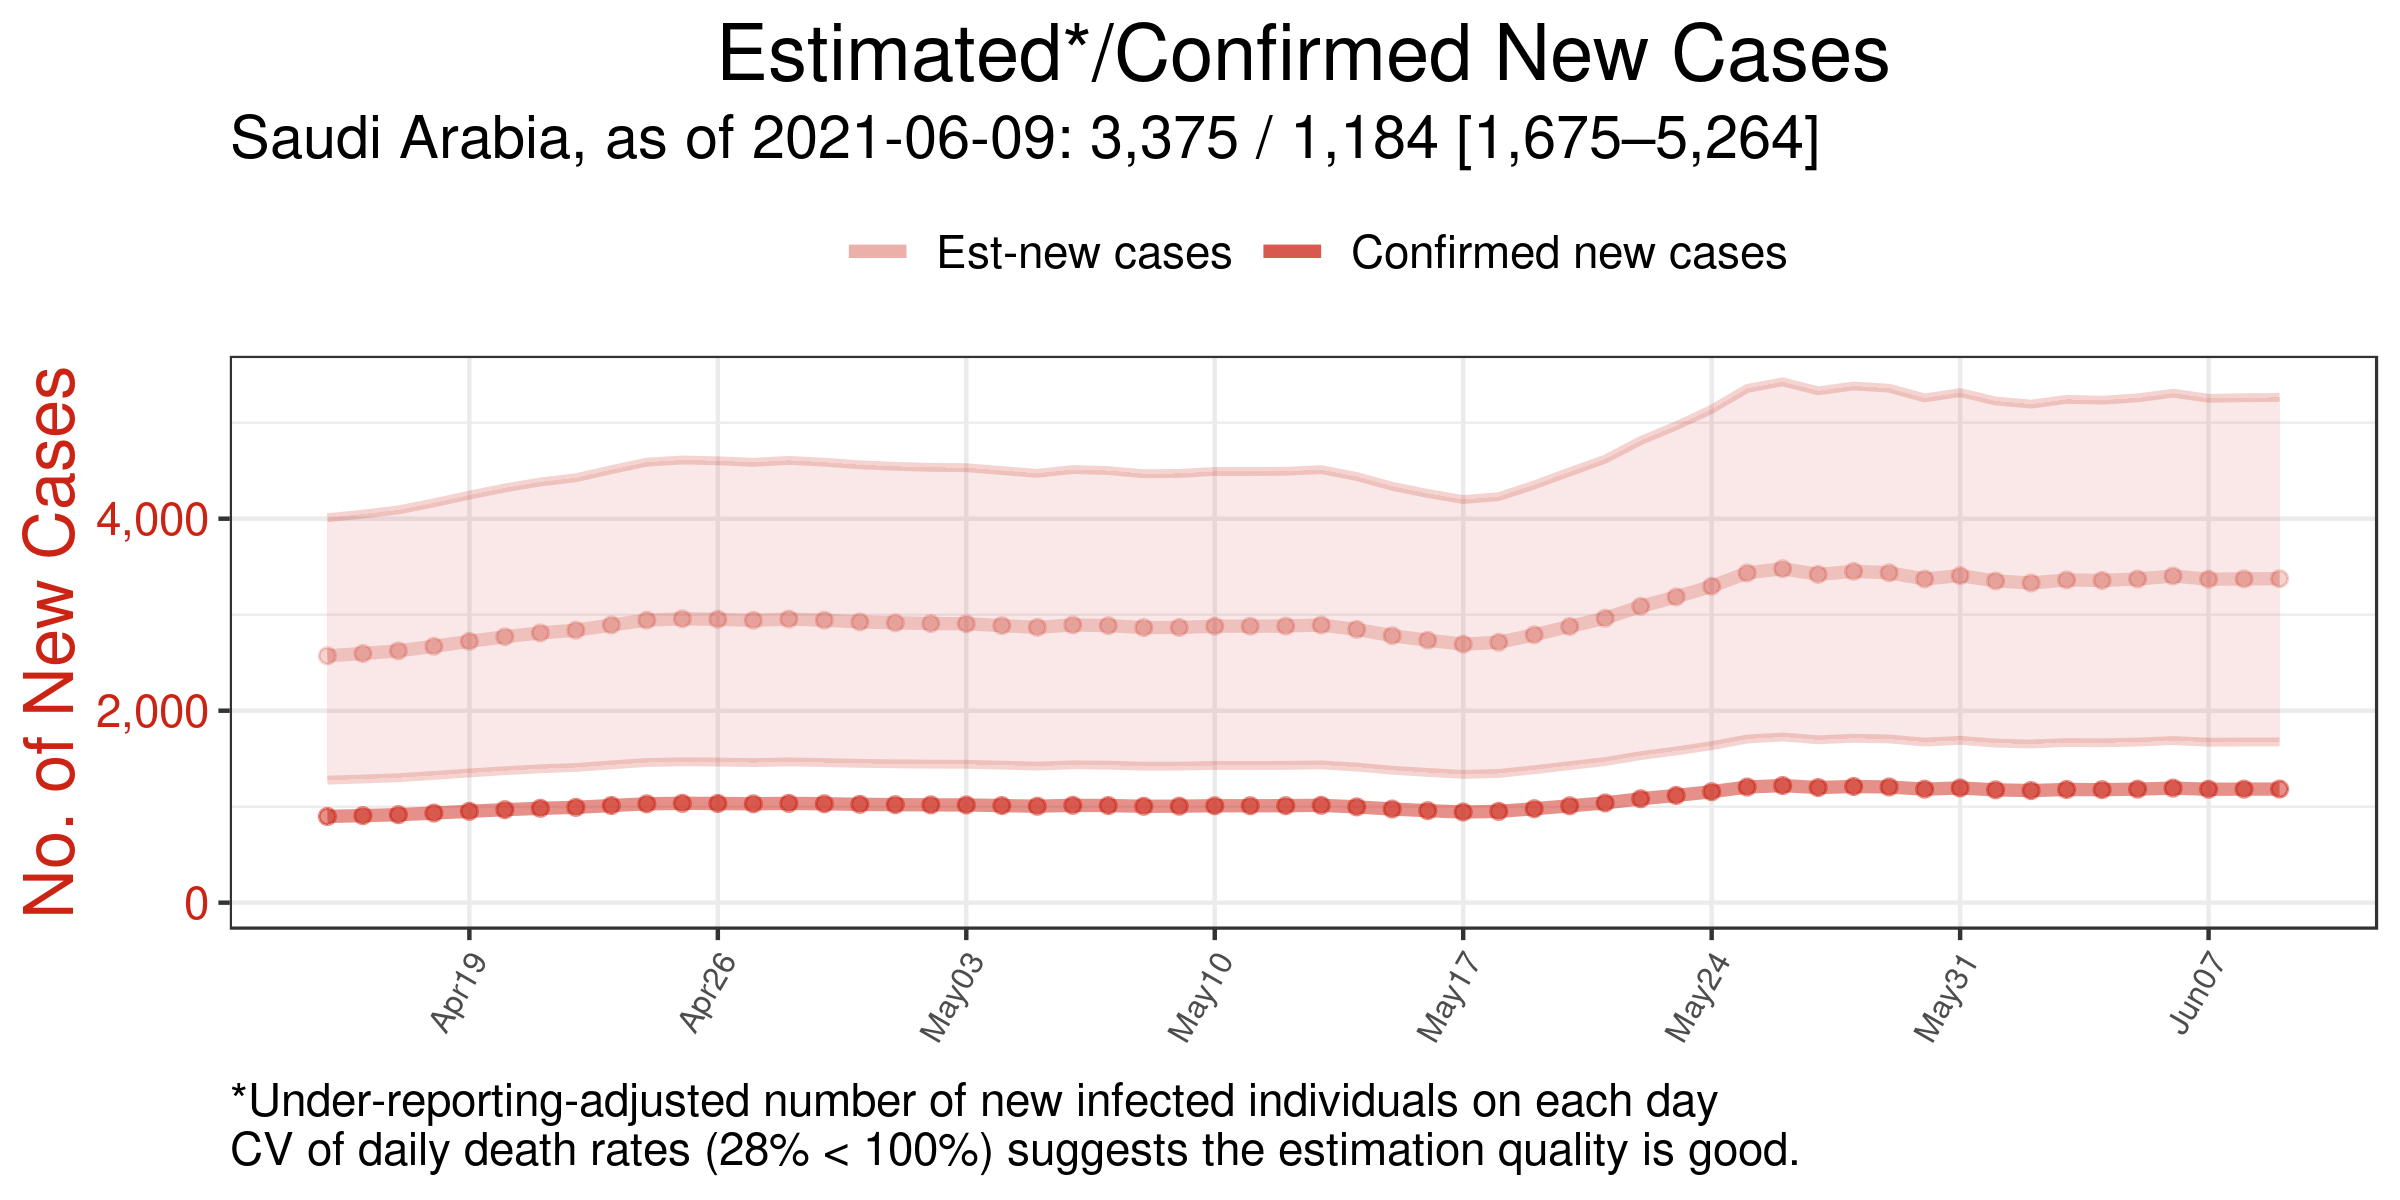 Estimated*/Confirmed New Cases
Saudi Arabia, as of 2021-06-09: 3,375 / 1,184 [1,675–5,264]
Est-new cases
Confirmed new cases
No. of New Cases
4,000
2,000
0
Apr19
Apr26
May03
May10
May17
May24
May31
Jun07
*Under-reporting-adjusted number of new infected individuals on each day
CV of daily death rates (28% < 100%) suggests the estimation quality is good.